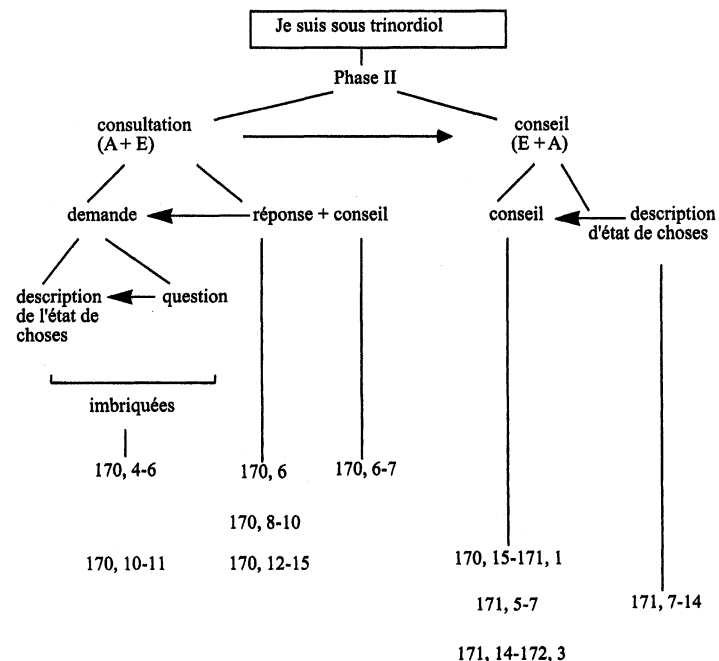 Je suis sous trinordiol
Phase II
consultation
(A + E)
conseil
(E + A)
demande
réponse + conseil
conseil
description
d'état de choses
description
de l'état de
choses
question
imbriquées
170, 4-6
170, 6
170, 6-7
170, 8-10
170, 10-11
170, 12-15
170, 15-171, 1
171, 5-7
171, 7-14
171, 14-172, 3